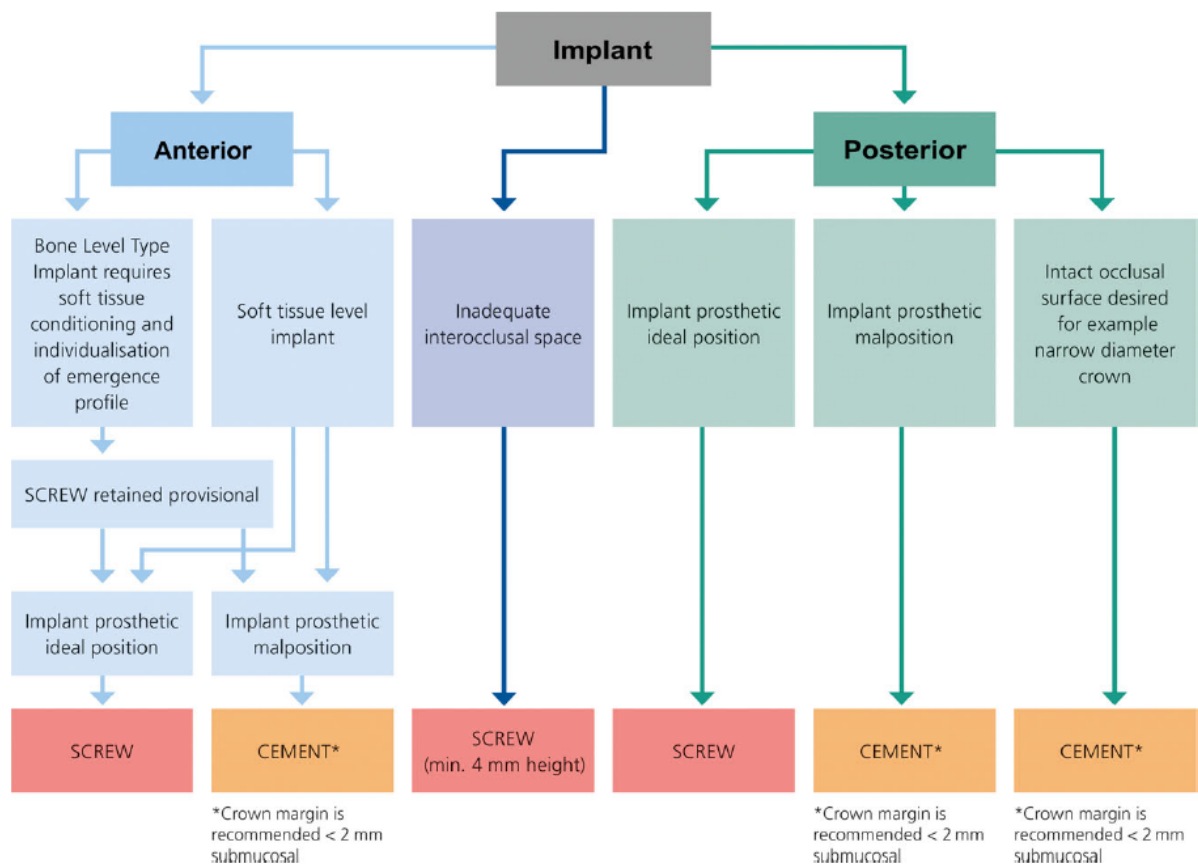 Implant
Anterior
Posterior
Bone Level Type
Implant requires
soft tissue
conditioning and
individualisation
of emergence
profile
Soft tissue level
implant
Inadequate
interocclusal space
Implant prosthetic
ideal position
Implant prosthetic
malposition
Intact occlusal
surface desired
for example
narrow diameter
crown
SCREW retained provisional
Implant prosthetic
ideal position
Implant prosthetic
malposition
SCREW
CEMENT*
SCREW
(min. 4 mm height)
SCREW
CEMENT*
CEMENT*
*Crown margin is
recommended < 2 mm
submucosal
*Crown margin is
recommended < 2 mm
submucosal
*Crown margin is
recommended < 2 mm
submucosal